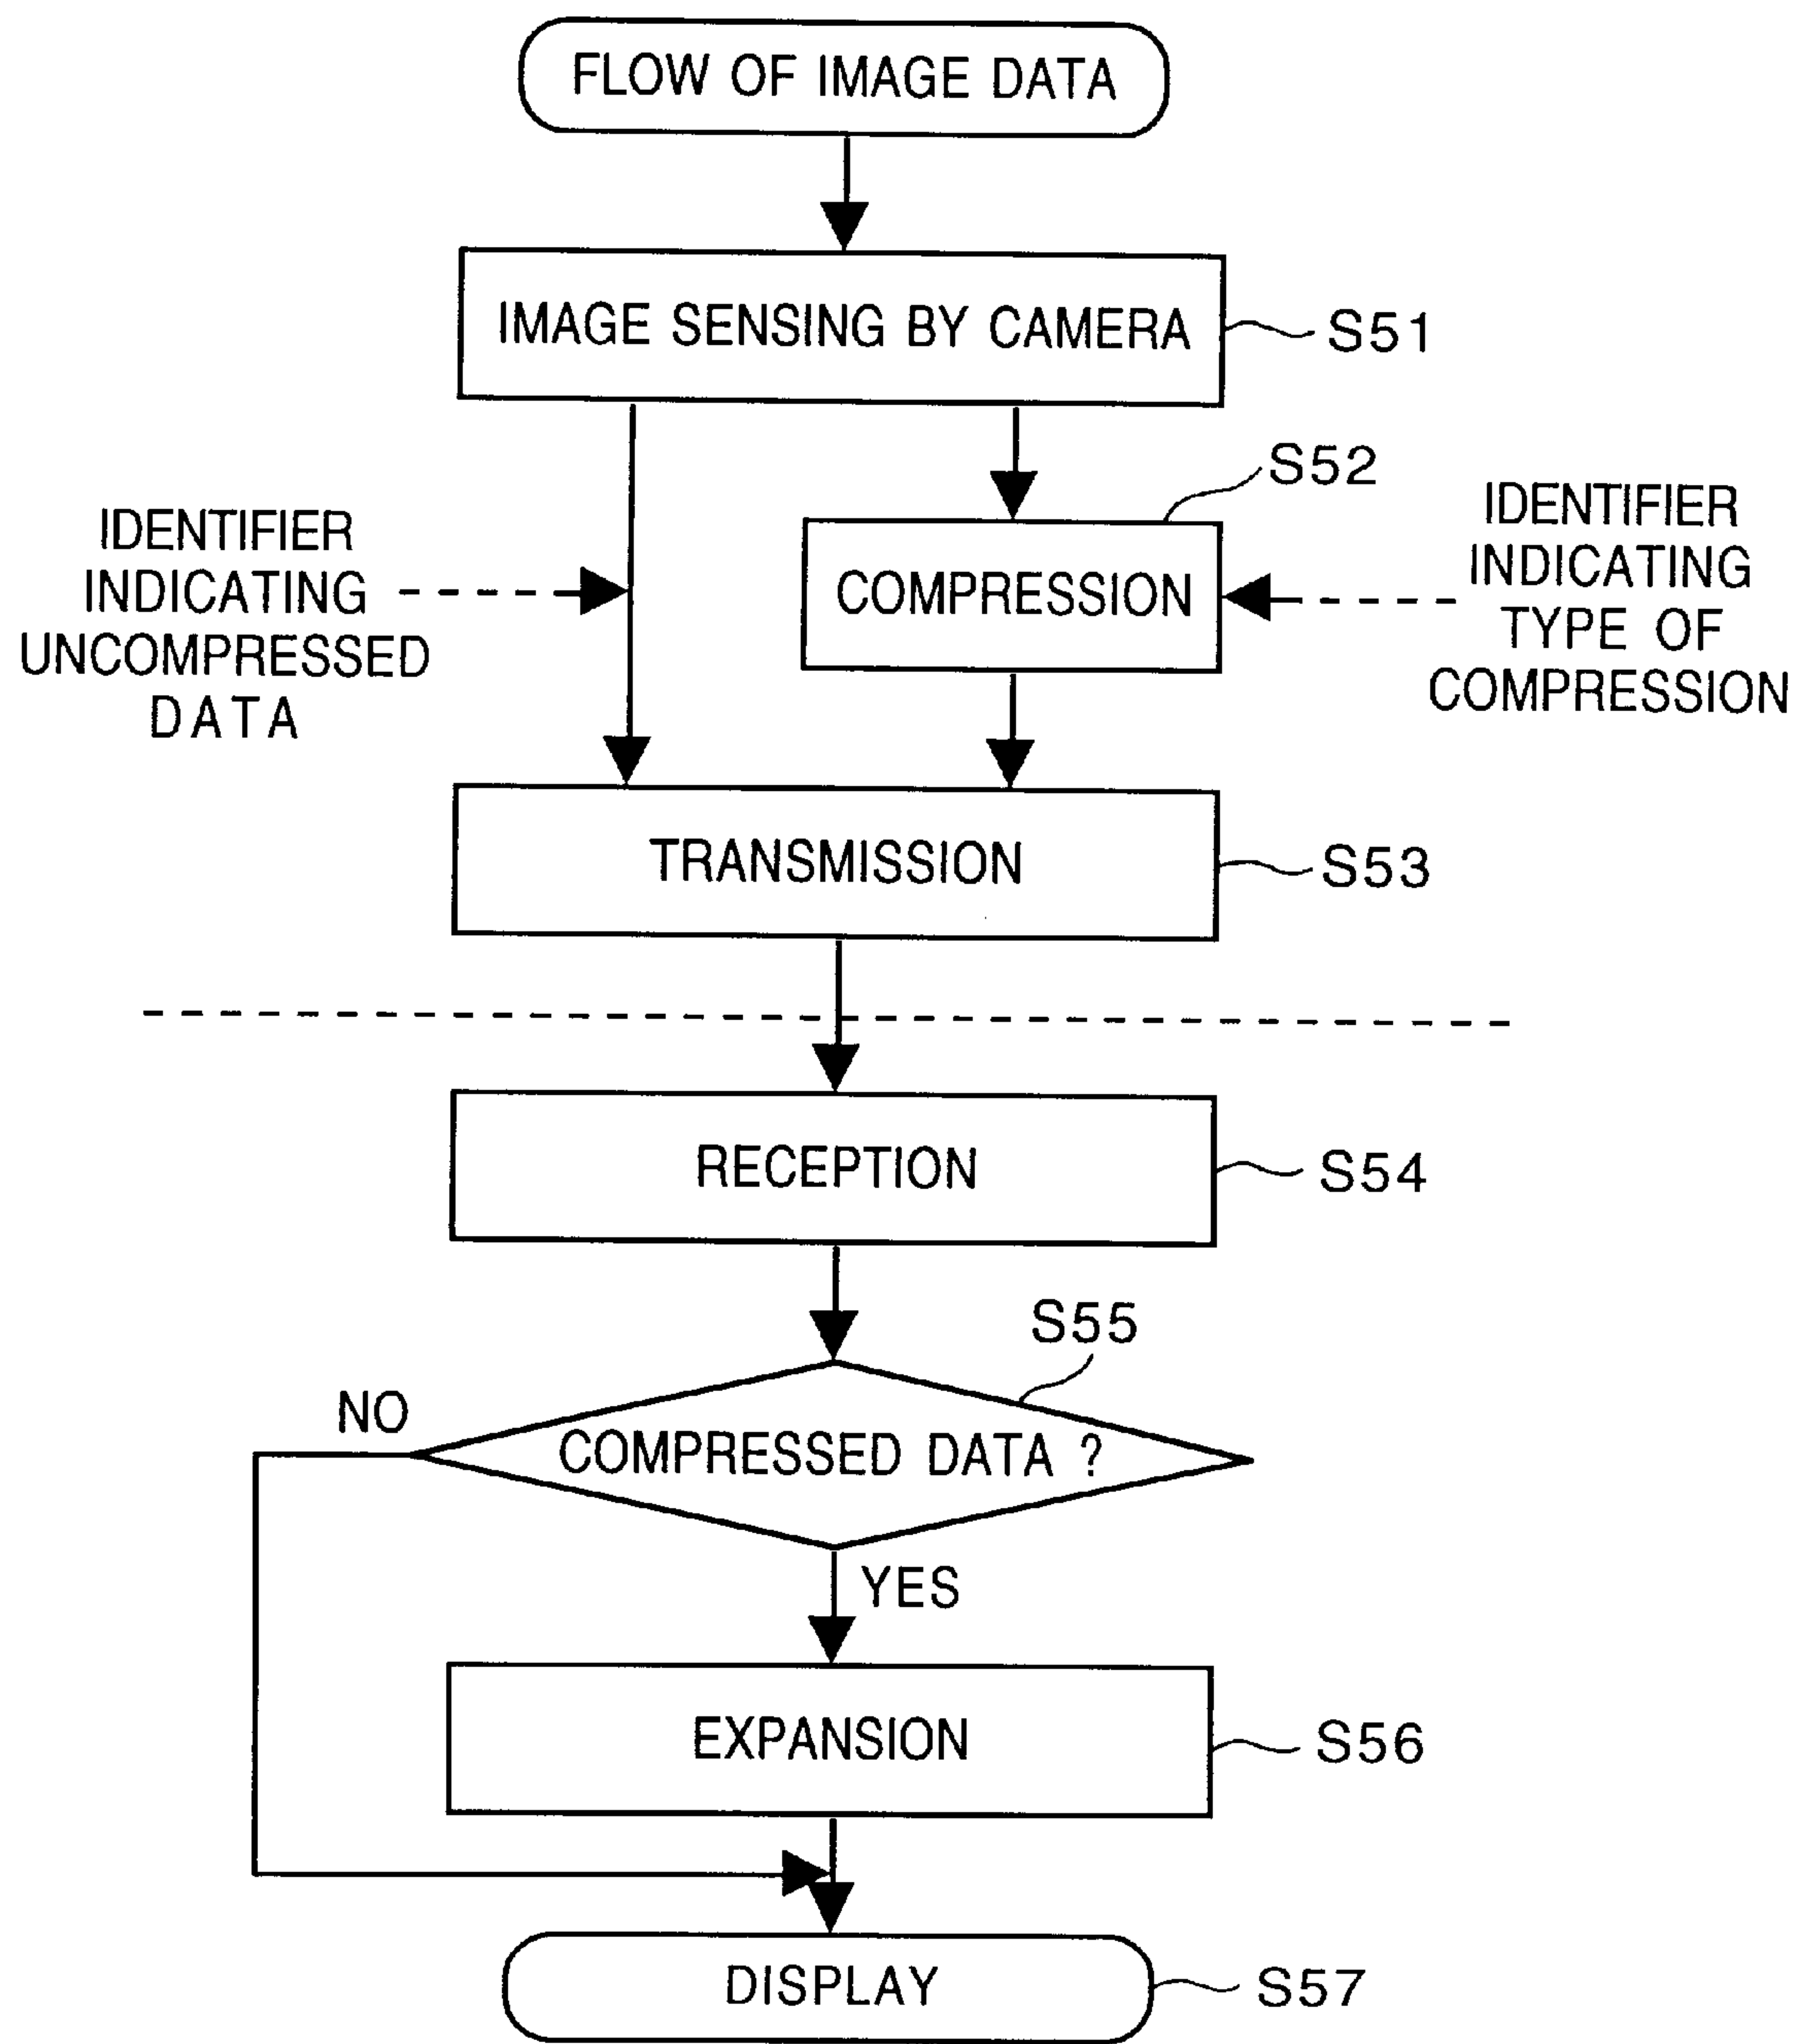 FLOW OF IMAGE DATA
IMAGE SENSING BY CAMERA
S51
S52
IDENTIFIER
INDICATING
UNCOMPRESSED
DATA
COMPRESSION
IDENTIFIER
INDICATING
TYPE OF
COMPRESSION
TRANSMISSION
S53
RECEPTION
S54
S55
NO
COMPRESSED DATA ?
YES
EXPANSION
S56
DISPLAY
S57